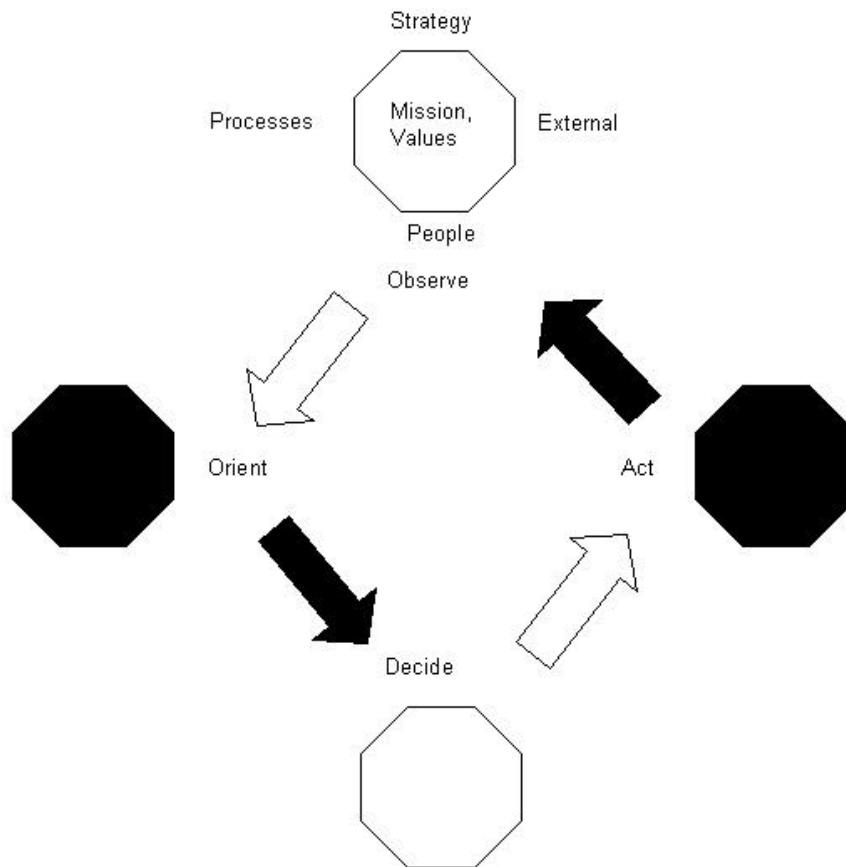 Strategy
Processes
Mission,
Values
External
People
Observe
Orient
Act
Decide